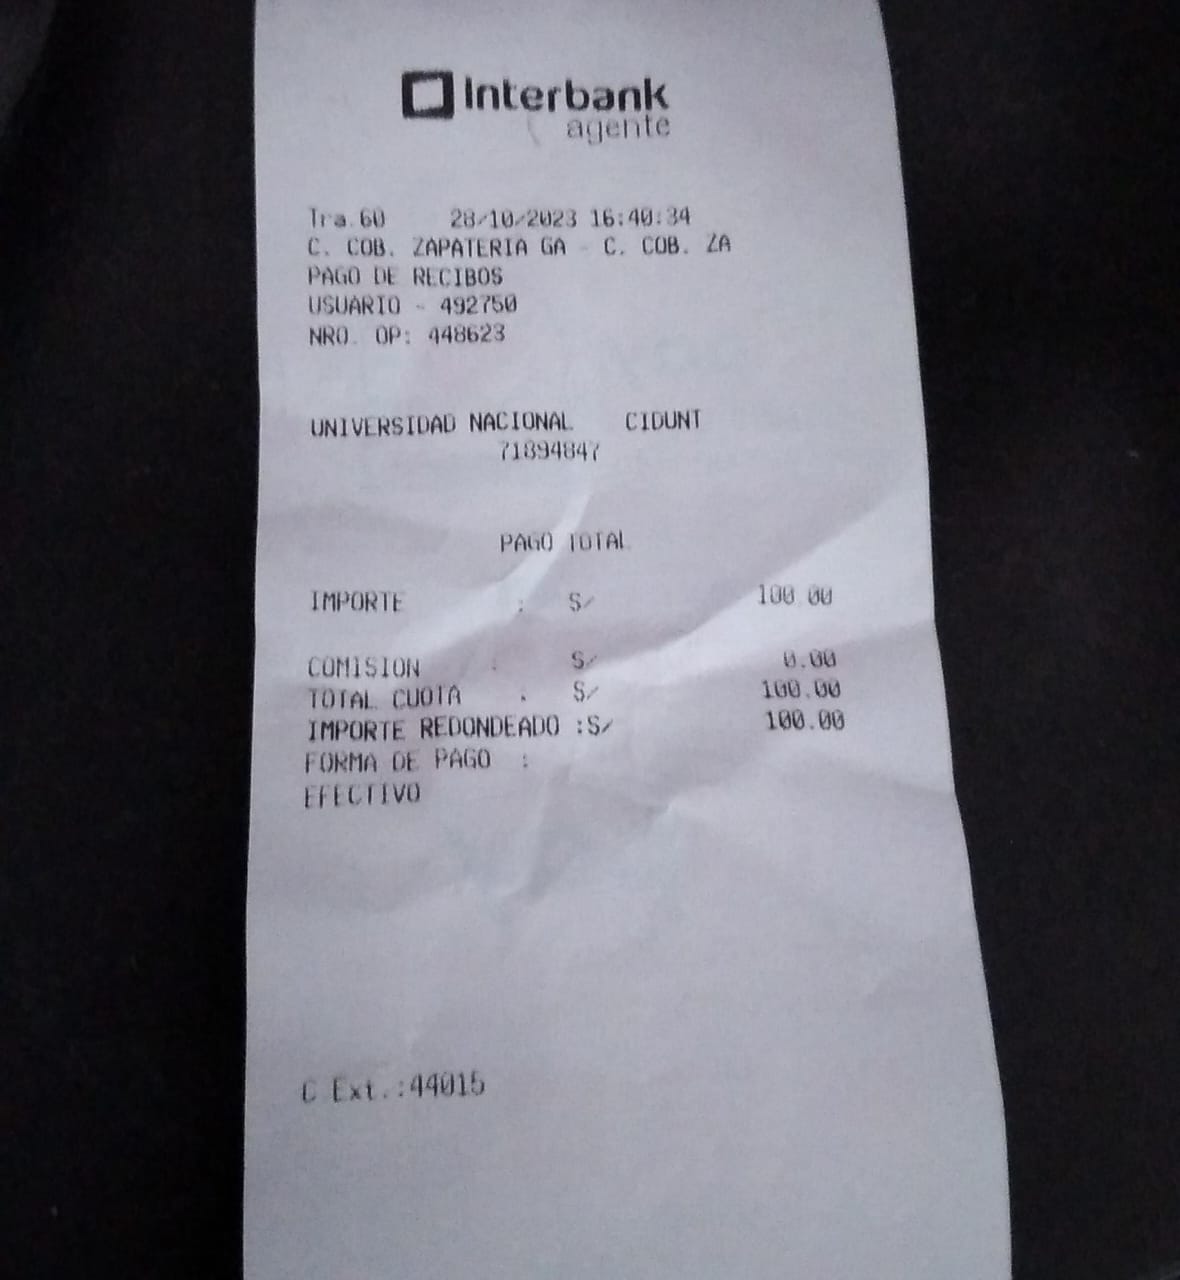 Interbank
agente
Tra.60 28/10/2023 16:40:34
C. COB. ZAPATERIA GA - C. COB. ZA
PAGO DE RECIBOS
USUARIO - 492750
NRO. OP: 448623
UNIVERSIDAD NACIONAL CIDUNT
71894847
PAGO TOTAL
IMPORTE : S/ 100.00
COMISION : S/ 0.00
TOTAL CUOTA : S/ 100.00
IMPORTE REDONDEADO :S/ 100.00
FORMA DE PAGO :
EFECTIVO
C Ext.:44015